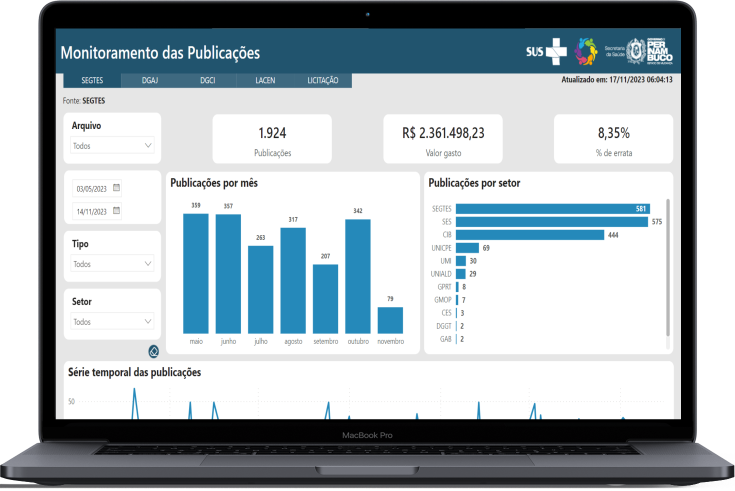 Monitoramento das Publicações
SUS
Secretaria
de Saúde
PER
NAM
BUCO
SEGTES DGAJ DGCI LACEN LICITAÇÃO
Atualizado em: 17/11/2023 06:04:13
Fonte: SEGTES
Arquivo
Todos
1.924
Publicações
R$ 2.361.498,23
Valor gasto
8,35%
% de errata
03/05/2023
14/11/2023
Tipo
Todos
Setor
Todos
Publicações por mês
359 357 263 317 207 342 79
maio junho julho agosto setembro outubro novembro
Publicações por setor
SEGTES 581
SES 575
CIB 444
UNICPE 69
UMI 30
UNIALD 29
GPRT 8
GMOP 7
CES 3
DGGT 2
GAB 2
Série temporal das publicações
50
MacBook Pro